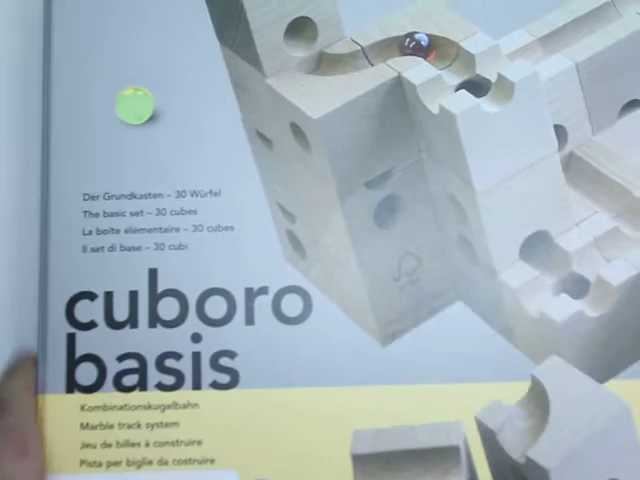 Der Grundkasten – 30 Würfel
The basic set – 30 cubes
La boîte élémentaire – 30 cubes
Il set di base – 30 cubi
cuboro
basis
Kombinationskugelbahn
Marble track system
Jeu de billes à construire
Pista per biglie da costruire